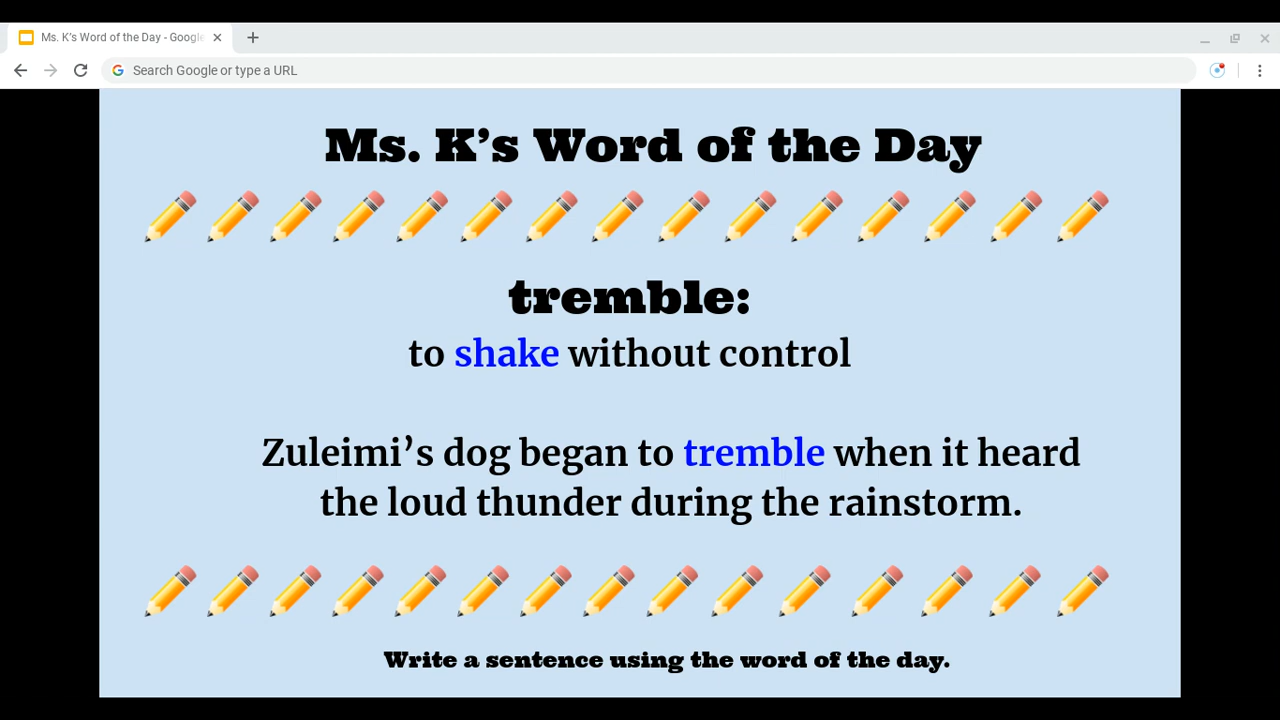 Ms. K's Word of the Day - Google
Search Google or type a URL
Ms. K’s Word of the Day
tremble:
to shake without control
Zuleimi’s dog began to tremble when it heard
the loud thunder during the rainstorm.
Write a sentence using the word of the day.